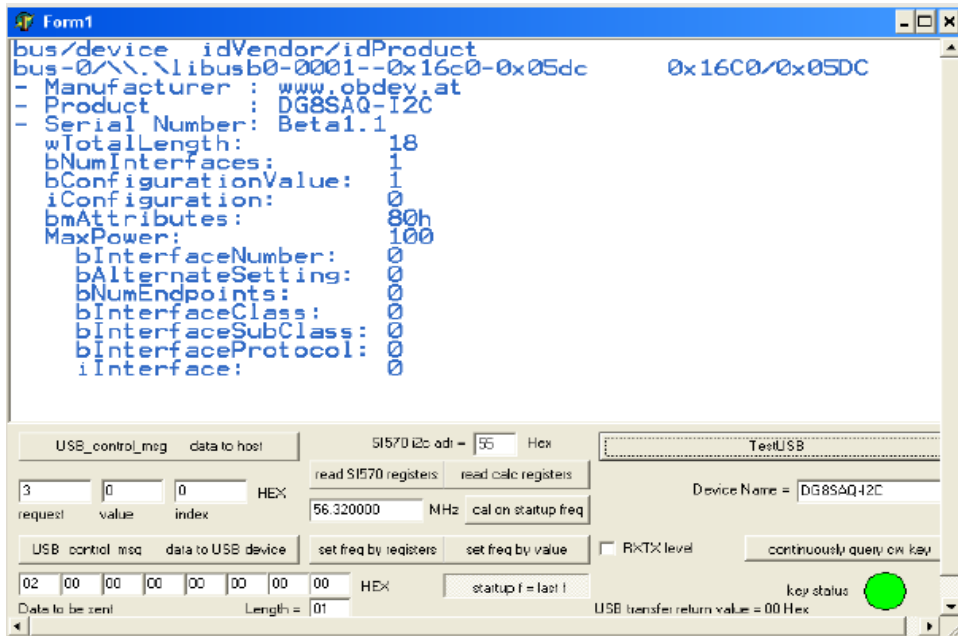 Form1
bus/device idVendor/idProduct
bus-0/\\.\libusb0-0001--0x16c0-0x05dc 0x16C0/0x05DC
- Manufacturer : www.obdev.at
- Product : DG8SAQ-I2C
- Serial Number: Beta1.1
wTotalLength: 18
bNumInterfaces: 1
bConfigurationValue: 1
iConfiguration: 0
bmAttributes: 80h
MaxPower: 100
bInterfaceNumber: 0
bAlternateSetting: 0
bNumEndpoints: 0
bInterfaceClass: 0
bInterfaceSubClass: 0
bInterfaceProtocol: 0
iInterface: 0
USB_control_msg data to host
SI570 i2c adr = 55 Hex
TestUSB
read SI570 registers read calc registers
3 0 0 HEX
Device Name = DG8SAQ-I2C
request value index
56.320000 MHz cal on startup freq
USB control msg data to USB device
set freq by registers set freq by value
RXTX level
continuously query cw key
02 00 00 00 00 00 00 00 HEX
startup f = last f
key status
Data to be sent Length = 01
USB transfer return value = 00 Hex